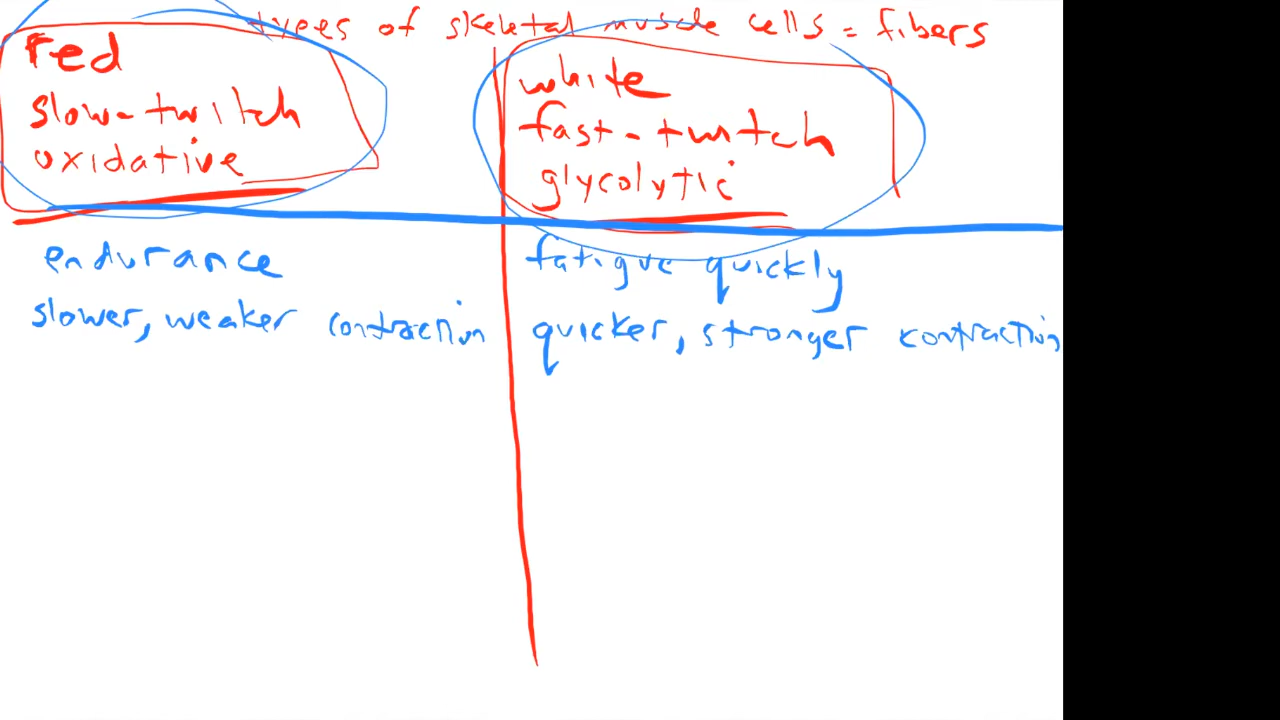 types of skeletal muscle cells = fibers
red
slow-twitch
oxidative
white
fast-twitch
glycolytic
endurance
slower, weaker contraction
fatigue quickly
quicker, stronger contraction